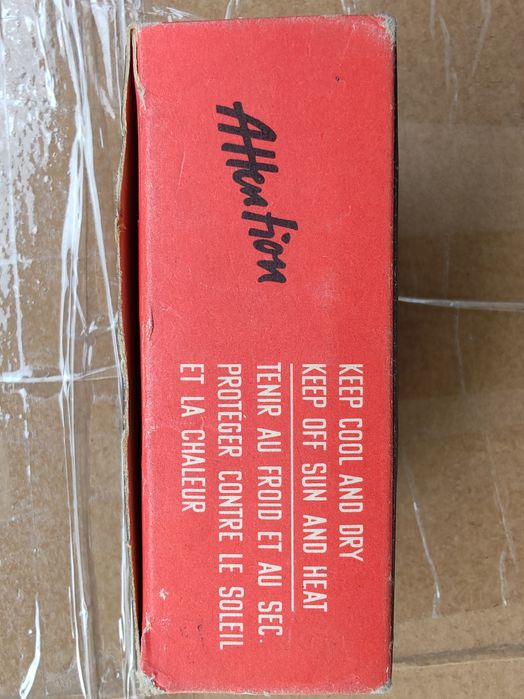 Attention
KEEP COOL AND DRY
KEEP OFF SUN AND HEAT
TENIR AU FROID ET AU SEC.
PROTÉGER CONTRE LE SOLEIL
ET LA CHALEUR